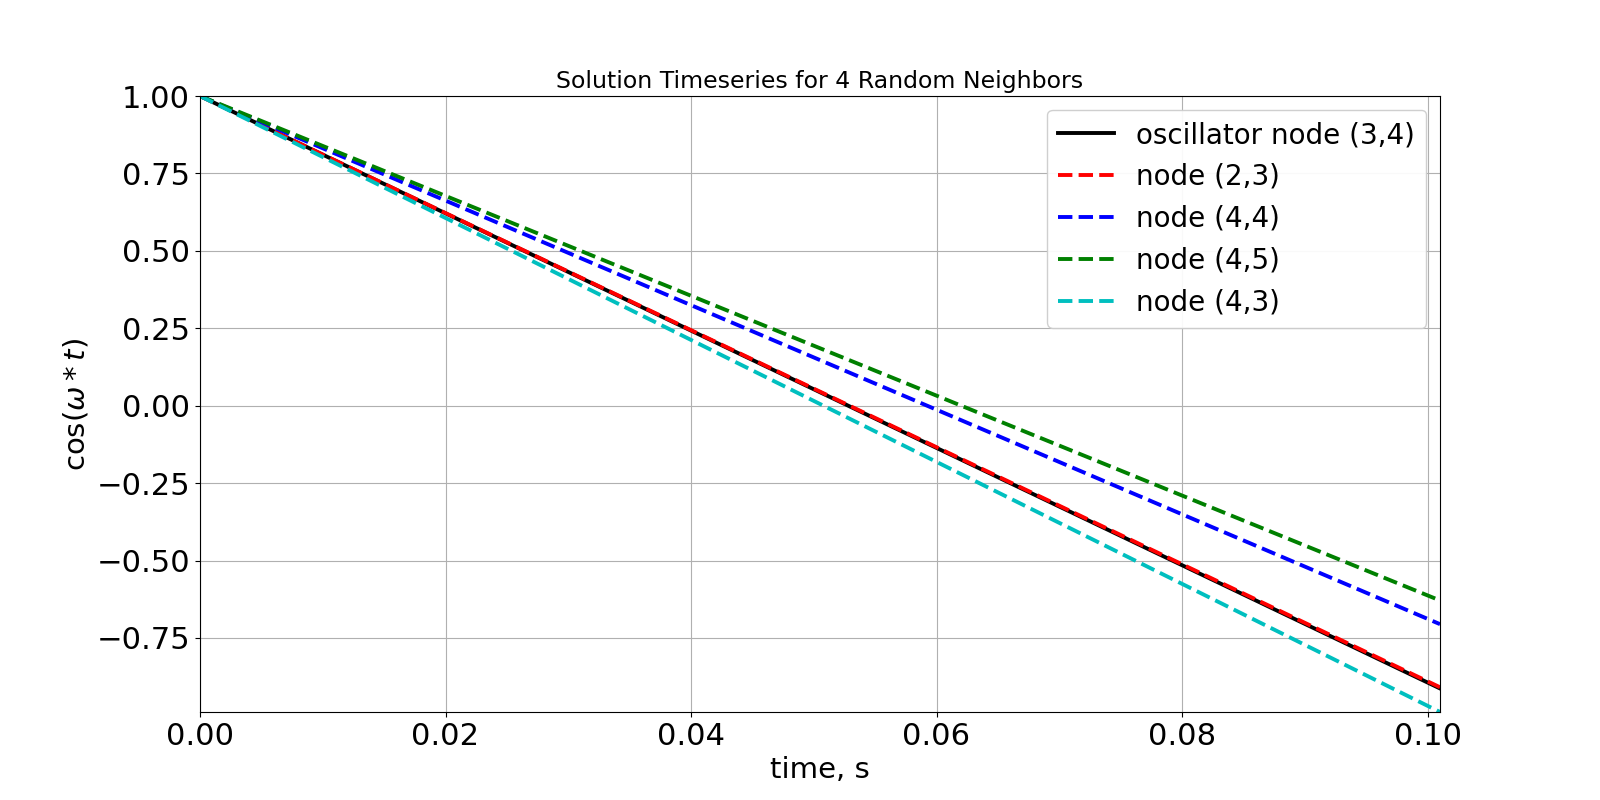 Solution Timeseries for 4 Random Neighbors
1.00
0.75
0.50
0.25
0.00
−0.25
−0.50
−0.75
cos(ω * t)
oscillator node (3,4)
node (2,3)
node (4,4)
node (4,5)
node (4,3)
0.00 0.02 0.04 0.06 0.08 0.10
time, s